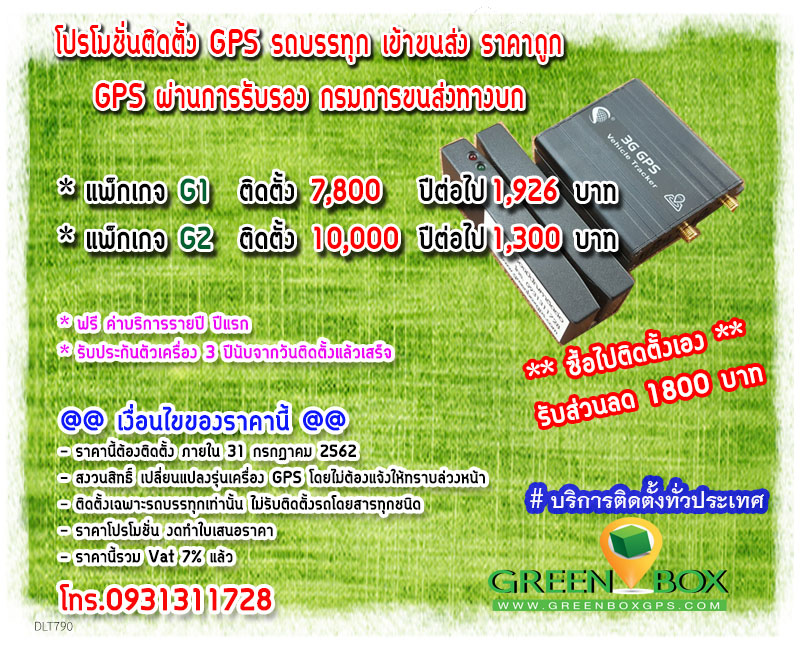 โปรโมชั่นติดตั้ง GPS รถบรรทุก เข้าขนส่ง ราคาถูก
GPS ผ่านการรับรอง กรมการขนส่งทางบก
3G GPS
Vehicle Tracker
* แพ็กเกจ G1 ติดตั้ง 7,800 ปีต่อไป 1,926 บาท
* แพ็กเกจ G2 ติดตั้ง 10,000 ปีต่อไป 1,300 บาท
* ฟรี ค่าบริการรายปี ปีแรก
* รับประกันตัวเครื่อง 3 ปีนับจากวันติดตั้งแล้วเสร็จ
** ซื้อไปติดตั้งเอง **
รับส่วนลด 1800 บาท
@@ เงื่อนไขของราคานี้ @@
- ราคานี้ต้องติดตั้ง ภายใน 31 กรกฎาคม 2562
- สงวนสิทธิ์ เปลี่ยนแปลงรุ่นเครื่อง GPS โดยไม่ต้องแจ้งให้ทราบล่วงหน้า
- ติดตั้งเฉพาะรถบรรทุกเท่านั้น ไม่รับติดตั้งรถโดยสารทุกชนิด
- ราคาโปรโมชั่น งดทำใบเสนอราคา
- ราคานี้รวม Vat 7% แล้ว
# บริการติดตั้งทั่วประเทศ
GREEN BOX
WWW.GREENBOXGPS.COM
โทร.0931311728
DLT790